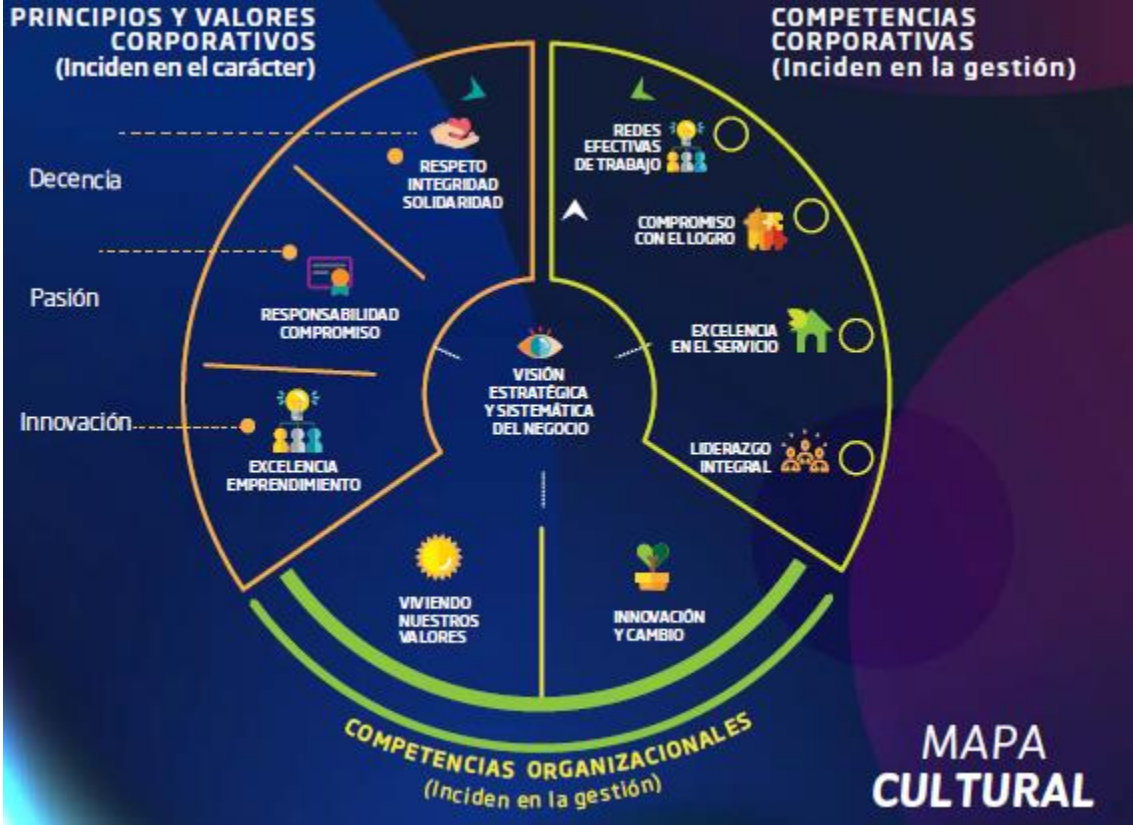 PRINCIPIOS Y VALORES
CORPORATIVOS
(Inciden en el carácter)
COMPETENCIAS
CORPORATIVAS
(Inciden en la gestión)
Decencia
RESPETO
INTEGRIDAD
SOLIDARIDAD
Pasión
RESPONSABILIDAD
COMPROMISO
Innovación
EXCELENCIA
EMPRENDIMIENTO
REDES
EFECTIVAS
DE TRABAJO
COMPROMISO
CON EL LOGRO
EXCELENCIA
EN EL SERVICIO
LIDERAZGO
INTEGRAL
VISIÓN
ESTRATÉGICA
Y SISTEMÁTICA
DEL NEGOCIO
VIVIENDO
NUESTROS
VALORES
INNOVACIÓN
Y CAMBIO
COMPETENCIAS ORGANIZACIONALES
(Inciden en la gestión)
MAPA
CULTURAL